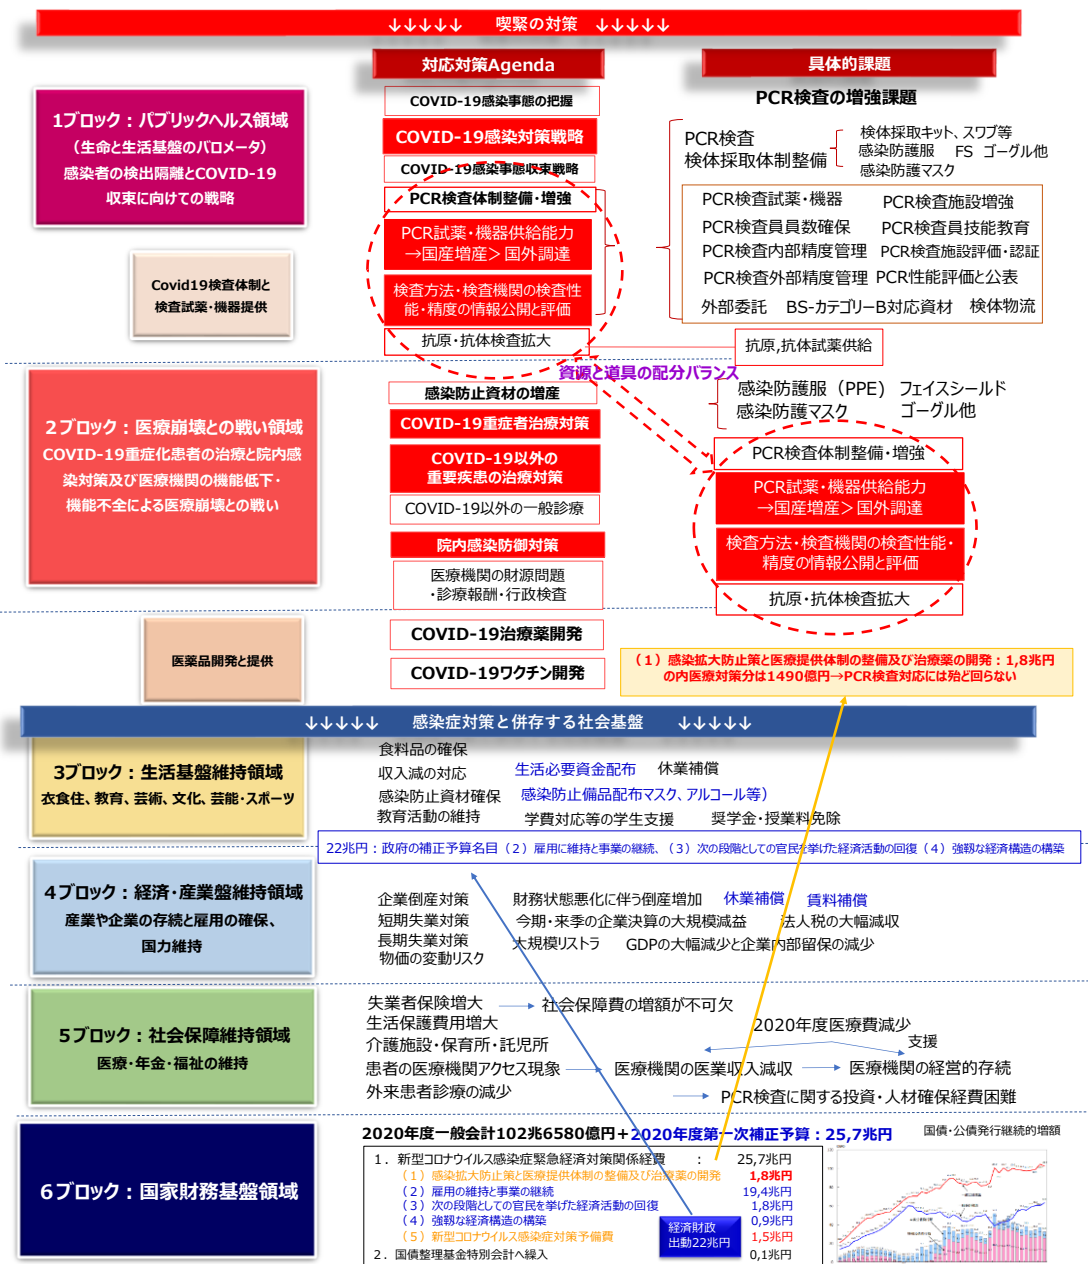 ↓↓↓↓↓ 喫緊の対策 ↓↓↓↓↓
対応対策Agenda
具体的課題
1ブロック：パブリックヘルス領域
（生命と生活基盤のバロメータ）
感染者の検出隔離とCOVID-19
収束に向けての戦略
Covid19検査体制と
検査試薬・機器提供
COVID-19感染事態の把握
COVID-19感染対策戦略
COVID-19感染事態収束戦略
PCR検査体制整備・増強
PCR試薬・機器供給能力
→国産増産＞国外調達
検査方法・検査機関の検査性
能・精度の情報公開と評価
抗原・抗体検査拡大
PCR検査の増強課題
PCR検査
検体採取体制整備
検体採取キット、スワブ等
感染防護服 FS ゴーグル他
感染防護マスク
PCR検査試薬・機器 PCR検査施設増強
PCR検査員員数確保 PCR検査員技能教育
PCR検査内部精度管理 PCR検査施設評価・認証
PCR検査外部精度管理 PCR性能評価と公表
外部委託 BS-カテゴリーB対応資材 検体物流
抗原,抗体試薬供給
資源と道具の配分バランス
2ブロック：医療崩壊との戦い領域
COVID-19重症化患者の治療と院内感
染対策及び医療機関の機能低下・
機能不全による医療崩壊との戦い
感染防止資材の増産
COVID-19重症者治療対策
COVID-19以外の
重要疾患の治療対策
COVID-19以外の一般診療
院内感染防御対策
医療機関の財源問題
・診療報酬・行政検査
感染防護服（PPE） フェイスシールド
感染防護マスク ゴーグル他
PCR検査体制整備・増強
PCR試薬・機器供給能力
→国産増産＞国外調達
検査方法・検査機関の検査性能・
精度の情報公開と評価
抗原・抗体検査拡大
医薬品開発と提供
COVID-19治療薬開発
COVID-19ワクチン開発
（1）感染拡大防止策と医療提供体制の整備及び治療薬の開発：1,8兆円
の内医療対策分は1490億円→PCR検査対応には殆ど回らない
↓↓↓↓↓ 感染症対策と併存する社会基盤 ↓↓↓↓↓
3ブロック：生活基盤維持領域
衣食住、教育、芸術、文化、芸能・スポーツ
食料品の確保
収入減の対応 生活必要資金配布 休業補償
感染防止資材確保 感染防止備品配布マスク、アルコール等）
教育活動の維持 学費対応等の学生支援 奨学金・授業料免除
22兆円：政府の補正予算名目（2）雇用に維持と事業の継続、（3）次の段階としての官民を挙げた経済活動の回復（4）強靱な経済構造の構築
4ブロック：経済・産業盤維持領域
産業や企業の存続と雇用の確保、
国力維持
企業倒産対策 財務状態悪化に伴う倒産増加 休業補償 賃料補償
短期失業対策 今期・来季の企業決算の大規模減益 法人税の大幅減収
長期失業対策 大規模リストラ GDPの大幅減少と企業内部留保の減少
物価の変動リスク
5ブロック：社会保障維持領域
医療・年金・福祉の維持
失業者保険増大 社会保障費の増額が不可欠
生活保護費用増大
介護施設・保育所・託児所
患者の医療機関アクセス現象 医療機関の医業収入減収 医療機関の経営的存続
外来患者診療の減少 PCR検査に関する投資・人材確保経費困難
2020年度医療費減少
支援
6ブロック：国家財務基盤領域
2020年度一般会計102兆6580億円＋2020年度第一次補正予算：25,7兆円
1．新型コロナウイルス感染症緊急経済対策関係経費 ： 25,7兆円
（1）感染拡大防止策と医療提供体制の整備及び治療薬の開発 1,8兆円
（2）雇用の維持と事業の継続 19,4兆円
（3）次の段階としての官民を挙げた経済活動の回復 1,8兆円
（4）強靱な経済構造の構築 0,9兆円
（5）新型コロナウイルス感染症対策予備費 1,5兆円
2．国債整理基金特別会計へ繰入 0,1兆円
経済財政
出動22兆円
国債・公債発行継続的増額